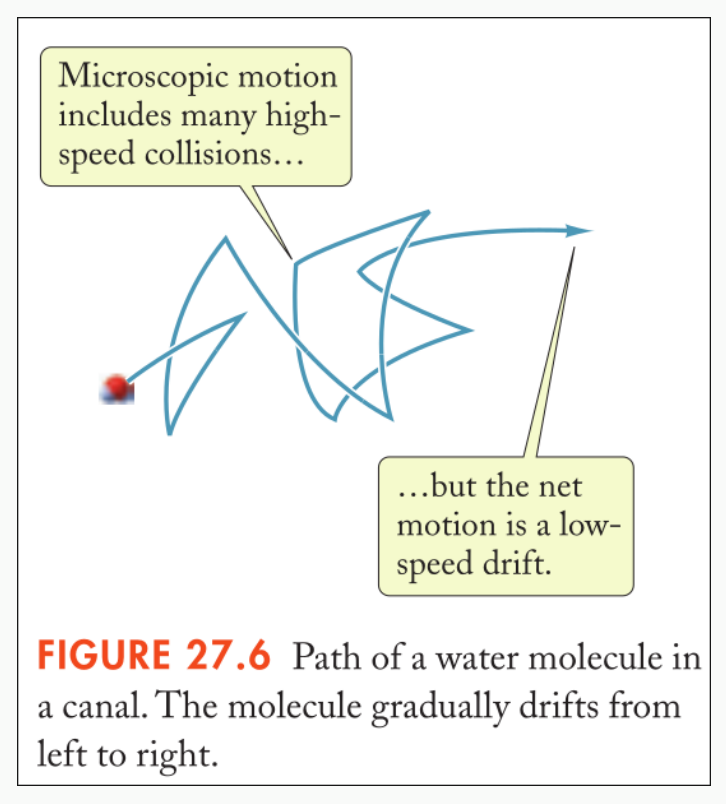 Microscopic motion
includes many high-
speed collisions…
…but the net
motion is a low-
speed drift.
FIGURE 27.6 Path of a water molecule in
a canal. The molecule gradually drifts from
left to right.